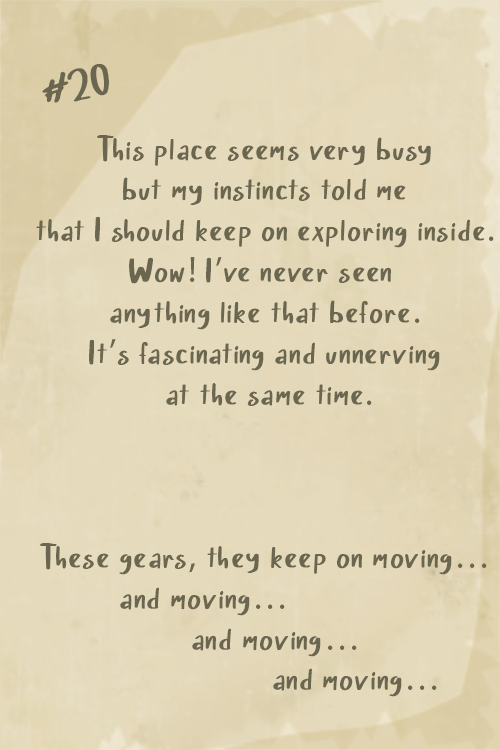 #20
This place seems very busy
but my instincts told me
that I should keep on exploring inside.
Wow! I've never seen
anything like that before.
It's fascinating and unnerving
at the same time.
These gears, they keep on moving...
and moving...
and moving...
and moving...